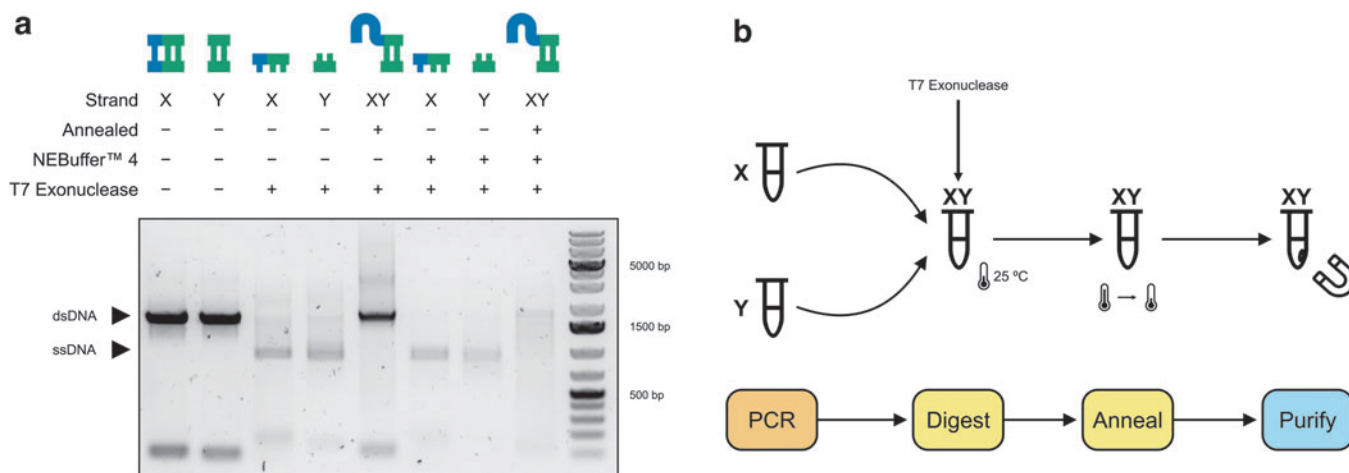 a
Strand X Y X Y XY X Y XY
Annealed − − − − + − − +
NEBuffer™ 4 − − − − − + + +
T7 Exonuclease − − + + + + + +
dsDNA
ssDNA
5000 bp
1500 bp
500 bp
b
T7 Exonuclease
X
Y
XY
25 ºC
XY
XY
PCR
Digest
Anneal
Purify